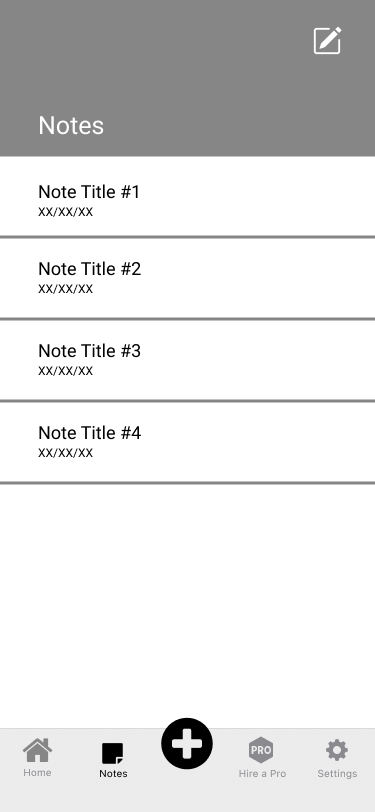 Notes
Note Title #1
XX/XX/XX
Note Title #2
XX/XX/XX
Note Title #3
XX/XX/XX
Note Title #4
XX/XX/XX
PRO
Home
Notes
Hire a Pro
Settings